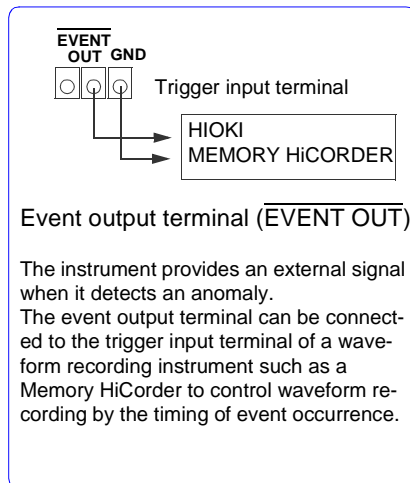 EVENT
OUT GND
Trigger input terminal
HIOKI
MEMORY HiCORDER
Event output terminal (EVENT OUT)
The instrument provides an external signal
when it detects an anomaly.
The event output terminal can be connect-
ed to the trigger input terminal of a wave-
form recording instrument such as a
Memory HiCorder to control waveform re-
cording by the timing of event occurrence.